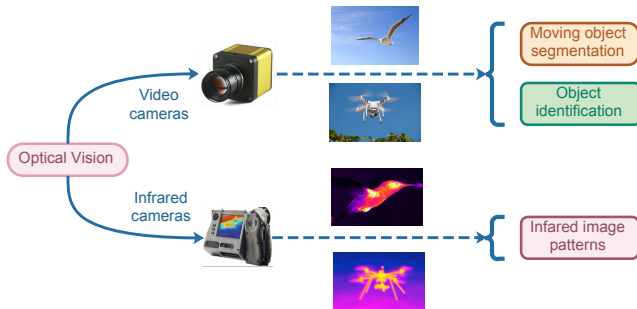 Moving object
segmentation
Video
cameras
Object
identification
Optical Vision
Infrared
cameras
Infared image
patterns